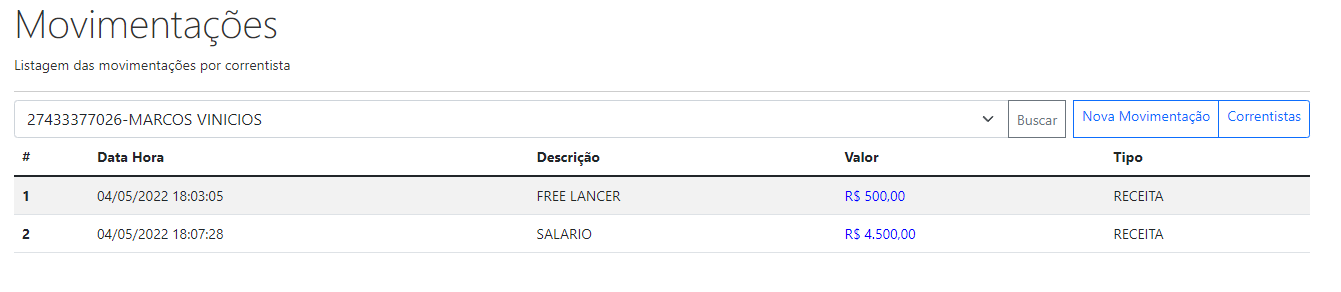 Movimentações
Listagem das movimentações por correntista
27433377026-MARCOS VINICIOS Buscar Nova Movimentação Correntistas
# Data Hora Descrição Valor Tipo
1 04/05/2022 18:03:05 FREE LANCER R$ 500,00 RECEITA
2 04/05/2022 18:07:28 SALARIO R$ 4.500,00 RECEITA